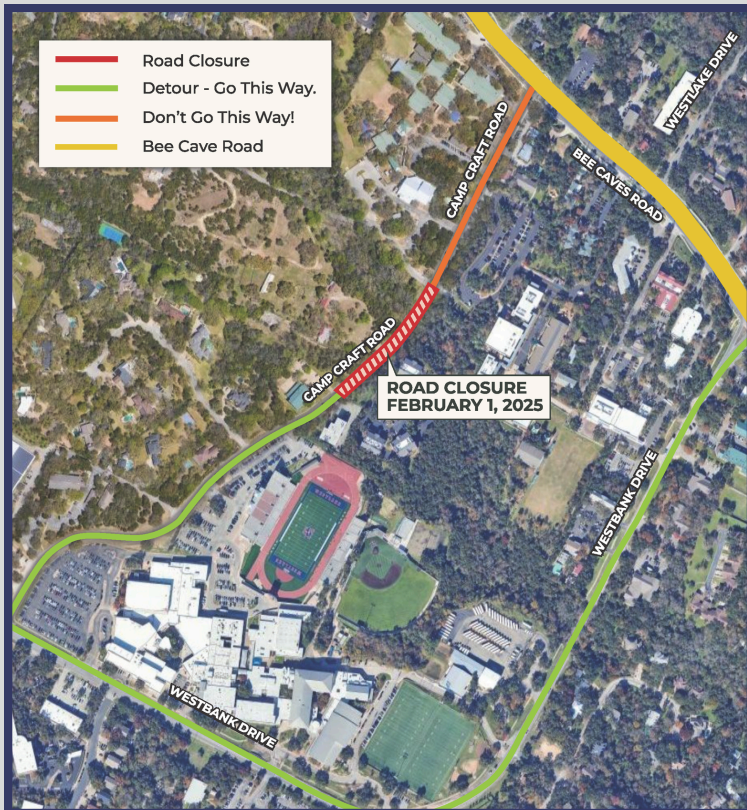 Road Closure
Detour - Go This Way.
Don't Go This Way!
Bee Cave Road
WESTLAKE DRIVE
CAMP CRAFT ROAD
BEE CAVES ROAD
CAMP CRAFT ROAD
ROAD CLOSURE
FEBRUARY 1, 2025
WESTBANK DRIVE
WESTBANK DRIVE